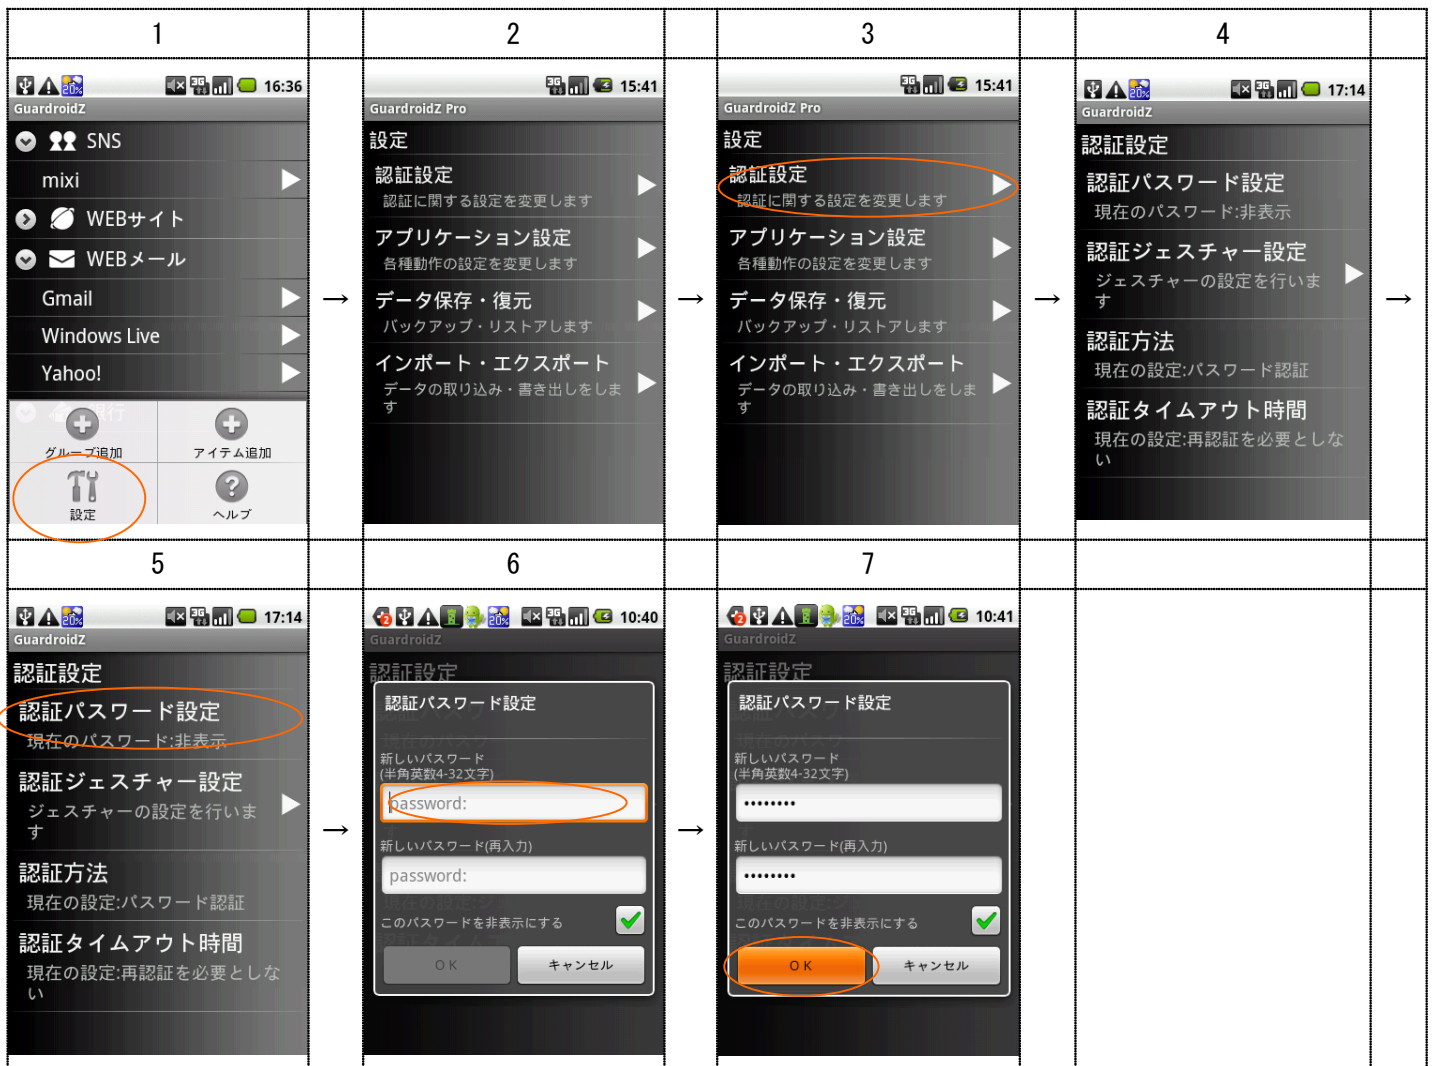 1
2
3
4
20%
3G
16:36
GuardroidZ
SNS
mixi
WEBサイト
WEBメール
Gmail
Windows Live
Yahoo!
銀行
グループ追加
アイテム追加
設定
ヘルプ
→
3G
15:41
GuardroidZ Pro
設定
認証設定
認証に関する設定を変更します
アプリケーション設定
各種動作の設定を変更します
データ保存・復元
バックアップ・リストアします
インポート・エクスポート
データの取り込み・書き出しをしま
す
→
3G
15:41
GuardroidZ Pro
設定
認証設定
認証に関する設定を変更します
アプリケーション設定
各種動作の設定を変更します
データ保存・復元
バックアップ・リストアします
インポート・エクスポート
データの取り込み・書き出しをしま
す
→
20%
3G
17:14
GuardroidZ
認証設定
認証パスワード設定
現在のパスワード:非表示
認証ジェスチャー設定
ジェスチャーの設定を行いま
す
認証方法
現在の設定:パスワード認証
認証タイムアウト時間
現在の設定:再認証を必要としな
い
→
5
6
7
20%
3G
17:14
GuardroidZ
認証設定
認証パスワード設定
現在のパスワード:非表示
認証ジェスチャー設定
ジェスチャーの設定を行いま
す
認証方法
現在の設定:パスワード認証
認証タイムアウト時間
現在の設定:再認証を必要としな
い
→
2
20%
3G
10:40
GuardroidZ
認証設定
認証パスワード設定
新しいパスワード
(半角英数4-32文字)
password:
新しいパスワード(再入力)
password:
このパスワードを非表示にする
OK
キャンセル
→
2
20%
3G
10:41
GuardroidZ
認証設定
認証パスワード設定
新しいパスワード
(半角英数4-32文字)
••••••••
新しいパスワード(再入力)
••••••••
このパスワードを非表示にする
OK
キャンセル